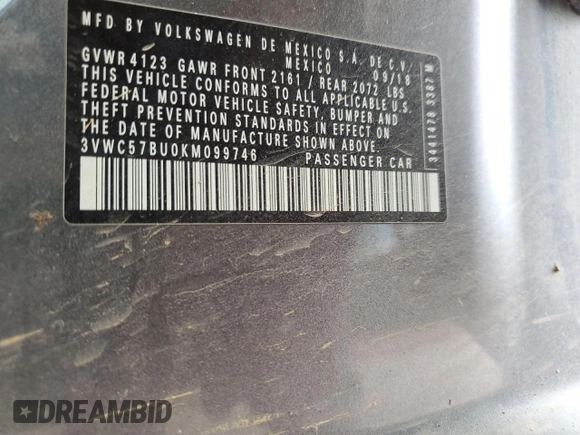 MFD BY VOLKSWAGEN DE MEXICO S.A. DE C.V./
MEXICO 09/18
GVWR 4123 GAWR FRONT 2161 / REAR 2072 LBS
THIS VEHICLE CONFORMS TO ALL APPLICABLE U.S.
FEDERAL MOTOR VEHICLE SAFETY, BUMPER AND
THEFT PREVENTION STANDARDS IN EFFECT ON
THE DATE OF MANUFACTURE SHOWN ABOVE.
3VWC57BU0KM099746 PASSENGER CAR
3441478 3387 M
DREAMBID